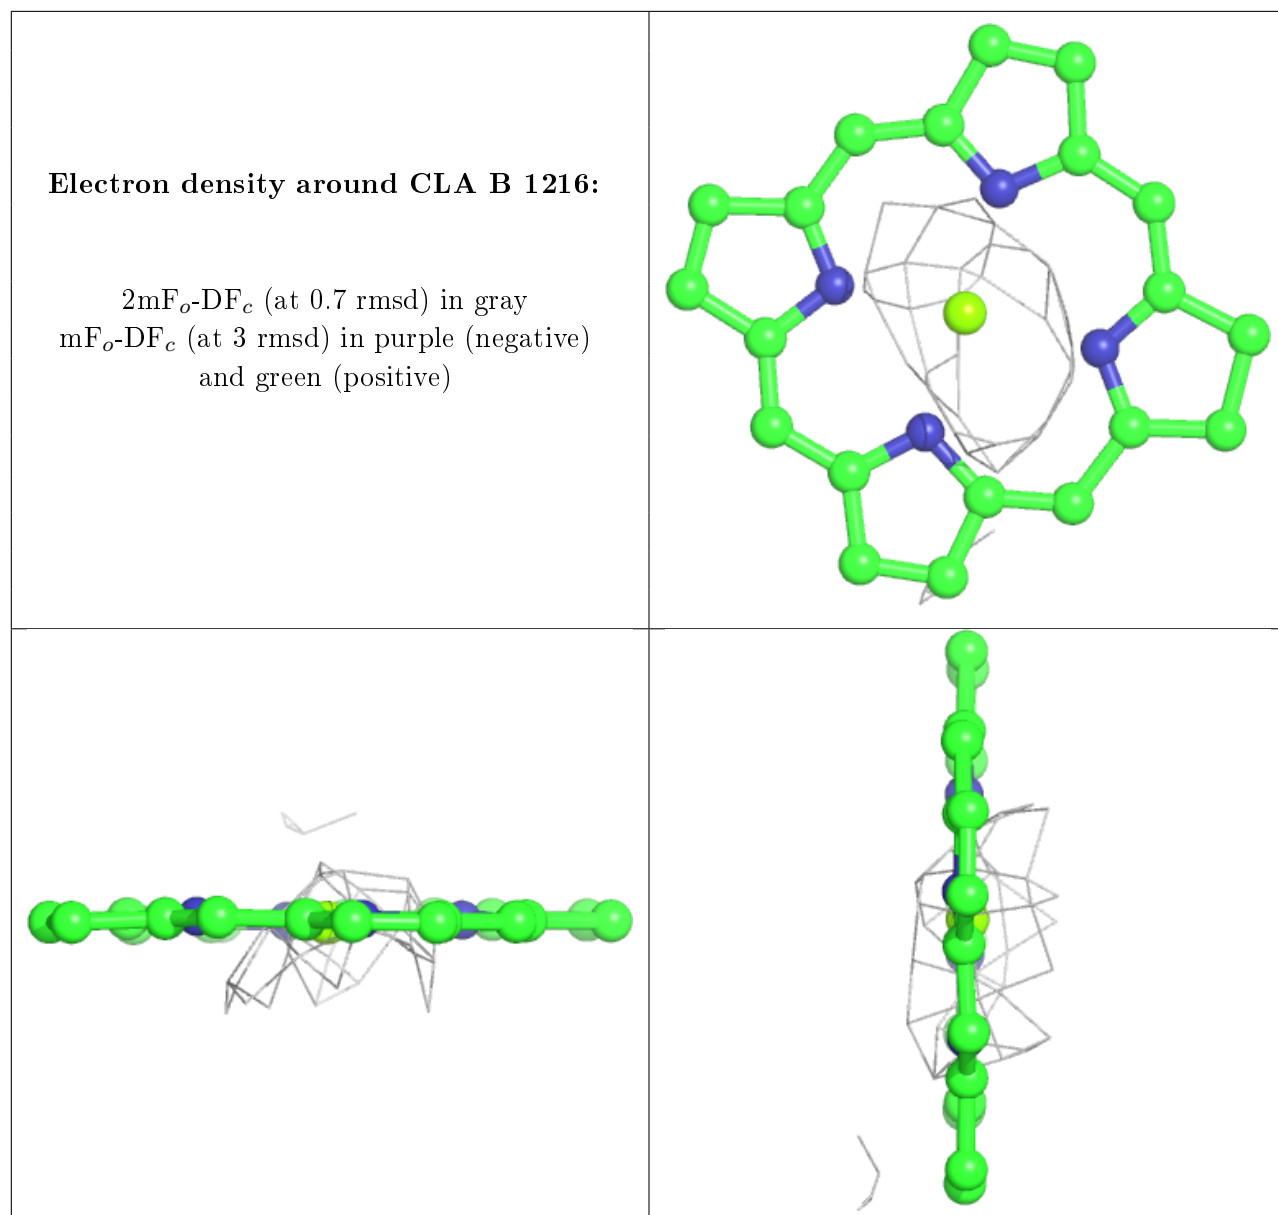 Electron density around CLA B 1216:
2mFo-DFc (at 0.7 rmsd) in gray
mFo-DFc (at 3 rmsd) in purple (negative)
and green (positive)